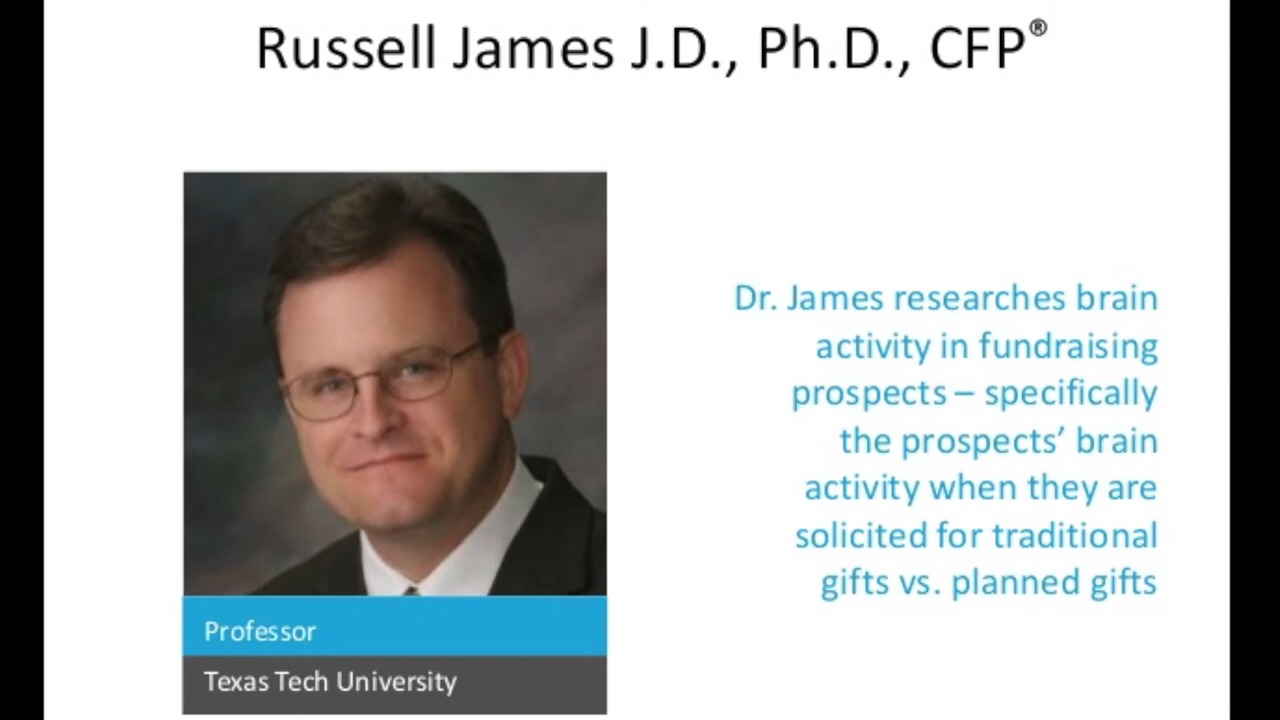 Russell James J.D., Ph.D., CFP®
Dr. James researches brain
activity in fundraising
prospects – specifically
the prospects’ brain
activity when they are
solicited for traditional
gifts vs. planned gifts
Professor
Texas Tech University